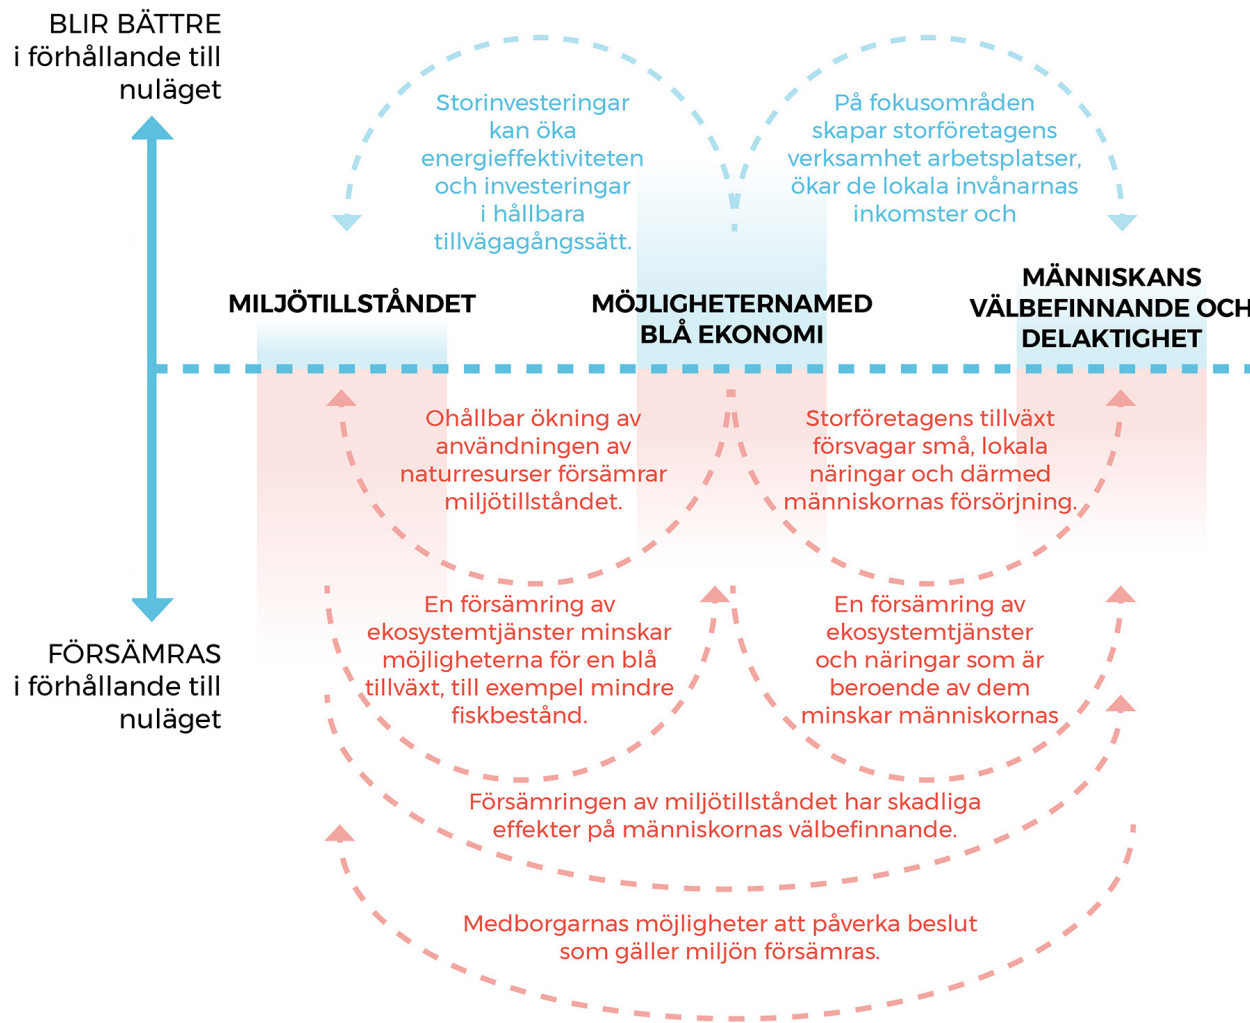 BLIR BÄTTRE
i förhållande till
nuläget
Storinvesteringar
kan öka
energieffektiviteten
och investeringar
i hållbara
tillvägagångssätt.
På fokusområden
skapar storföretagens
verksamhet arbetsplatser,
ökar de lokala invånarnas
inkomster och
MILJÖTILLSTÅNDET
MÖJLIGHETERNAMED
BLÅ EKONOMI
MÄNNISKANS
VÄLBEFINNANDE OCH
DELAKTIGHET
Ohållbar ökning av
användningen av
naturresurser försämrar
miljötillståndet.
Storföretagens tillväxt
försvagar små, lokala
näringar och därmed
människornas försörjning.
FÖRSÄMRAS
i förhållande till
nuläget
En försämring av
ekosystemtjänster minskar
möjligheterna för en blå
tillväxt, till exempel mindre
fiskbestånd.
En försämring av
ekosystemtjänster
och näringar som är
beroende av dem
minskar människornas
Försämringen av miljötillståndet har skadliga
effekter på människornas välbefinnande.
Medborgarnas möjligheter att påverka beslut
som gäller miljön försämras.